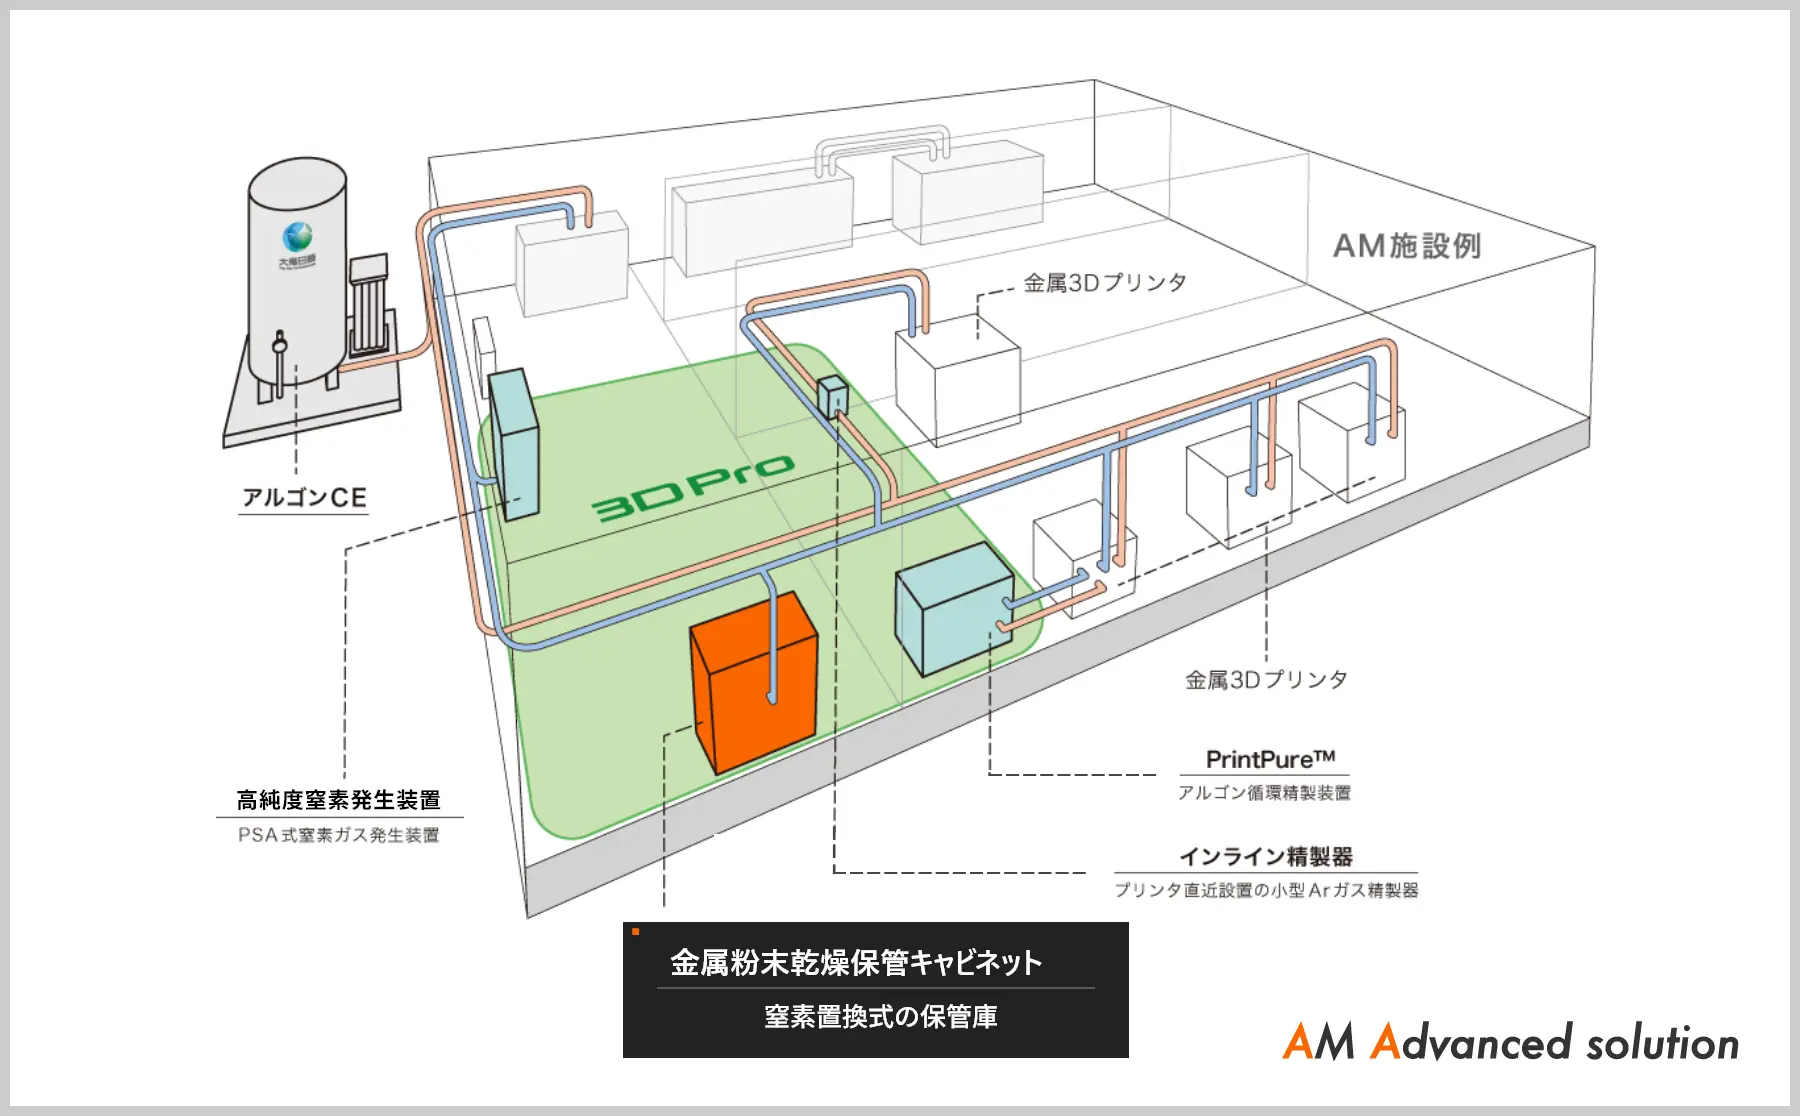 AM施設例
金属3Dプリンタ
大陽日酸
アルゴンCE
3DPro
金属3Dプリンタ
高純度窒素発生装置
PSA式窒素ガス発生装置
PrintPure™
アルゴン循環精製装置
インライン精製器
プリンタ直近設置の小型Arガス精製器
金属粉末乾燥保管キャビネット
窒素置換式の保管庫
AM Advanced solution